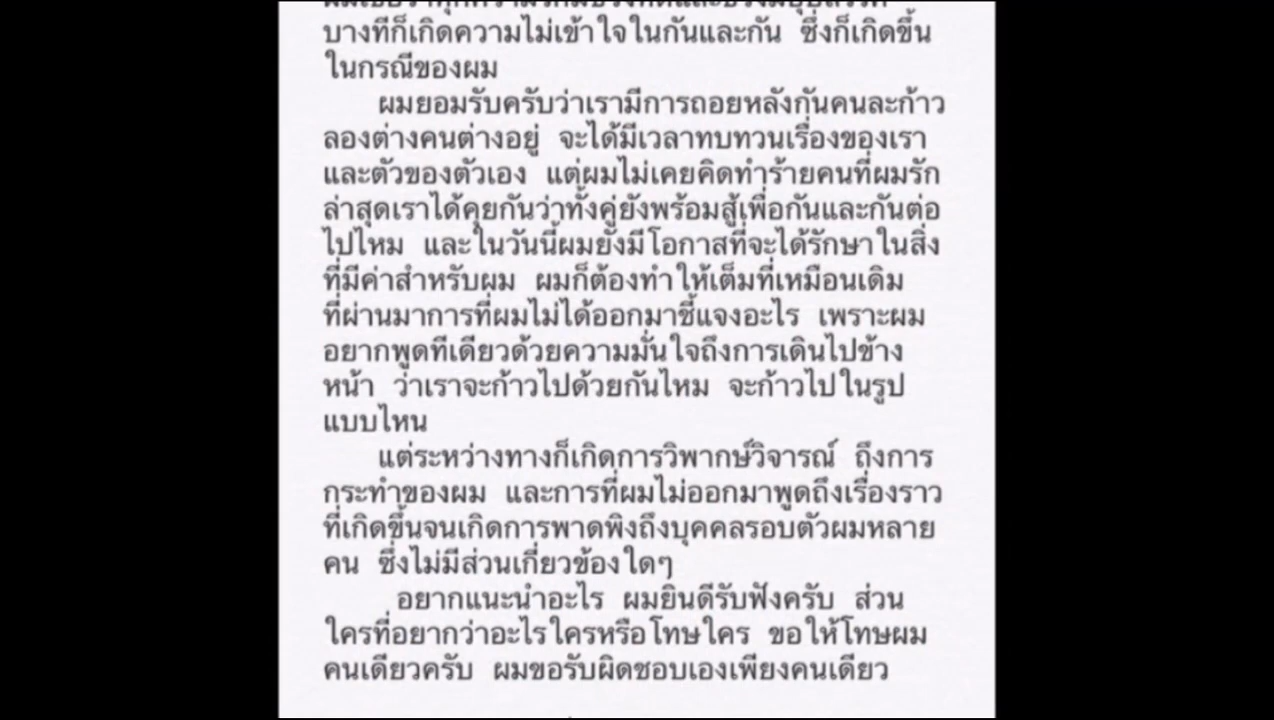 บางทีก็เกิดความไม่เข้าใจในกันและกัน ซึ่งก็เกิดขึ้น
ในกรณีของผม
ผมยอมรับครับว่าเรามีการถอยหลังกันคนละก้าว
ลองต่างคนต่างอยู่ จะได้มีเวลาทบทวนเรื่องของเรา
และตัวของตัวเอง แต่ผมไม่เคยคิดทำร้ายคนที่ผมรัก
ล่าสุดเราได้คุยกันว่าทั้งคู่ยังพร้อมสู้เพื่อกันและกันต่อ
ไปไหม และในวันนี้ผมยังมีโอกาสที่จะได้รักษาในสิ่ง
ที่มีค่าสำหรับผม ผมก็ต้องทำให้เต็มที่เหมือนเดิม
ที่ผ่านมาการที่ผมไม่ได้ออกมาชี้แจงอะไร เพราะผม
อยากพูดทีเดียวด้วยความมั่นใจถึงการเดินไปข้าง
หน้า ว่าเราจะก้าวไปด้วยกันไหม จะก้าวไปในรูป
แบบไหน
แต่ระหว่างทางก็เกิดการวิพากษ์วิจารณ์ ถึงการ
กระทำของผม และการที่ผมไม่ออกมาพูดถึงเรื่องราว
ที่เกิดขึ้นจนเกิดการพาดพิงถึงบุคคลรอบตัวผมหลาย
คน ซึ่งไม่มีส่วนเกี่ยวข้องใดๆ
อยากแนะนำอะไร ผมยินดีรับฟังครับ ส่วน
ใครที่อยากว่าอะไรใครหรือโทษใคร ขอให้โทษผม
คนเดียวครับ ผมขอรับผิดชอบเองเพียงคนเดียว